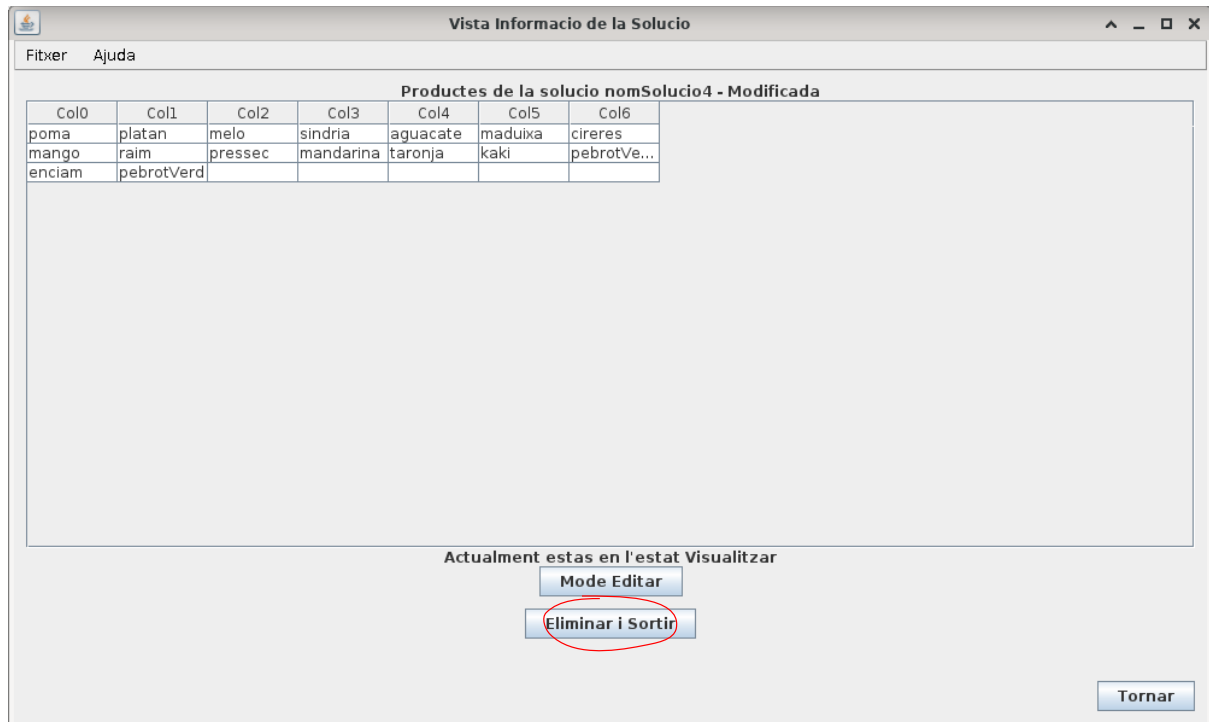 Vista Informacio de la Solucio
Fitxer Ajuda
Productes de la solucio nomSolucio4 - Modificada
Col0 Col1 Col2 Col3 Col4 Col5 Col6
poma platan melo sindria aguacate maduixa cireres
mango raim pressec mandarina taronja kaki pebrotVe...
enciam pebrotVerd
Actualment estas en l'estat Visualitzar
Mode Editar
Eliminar i Sortir
Tornar